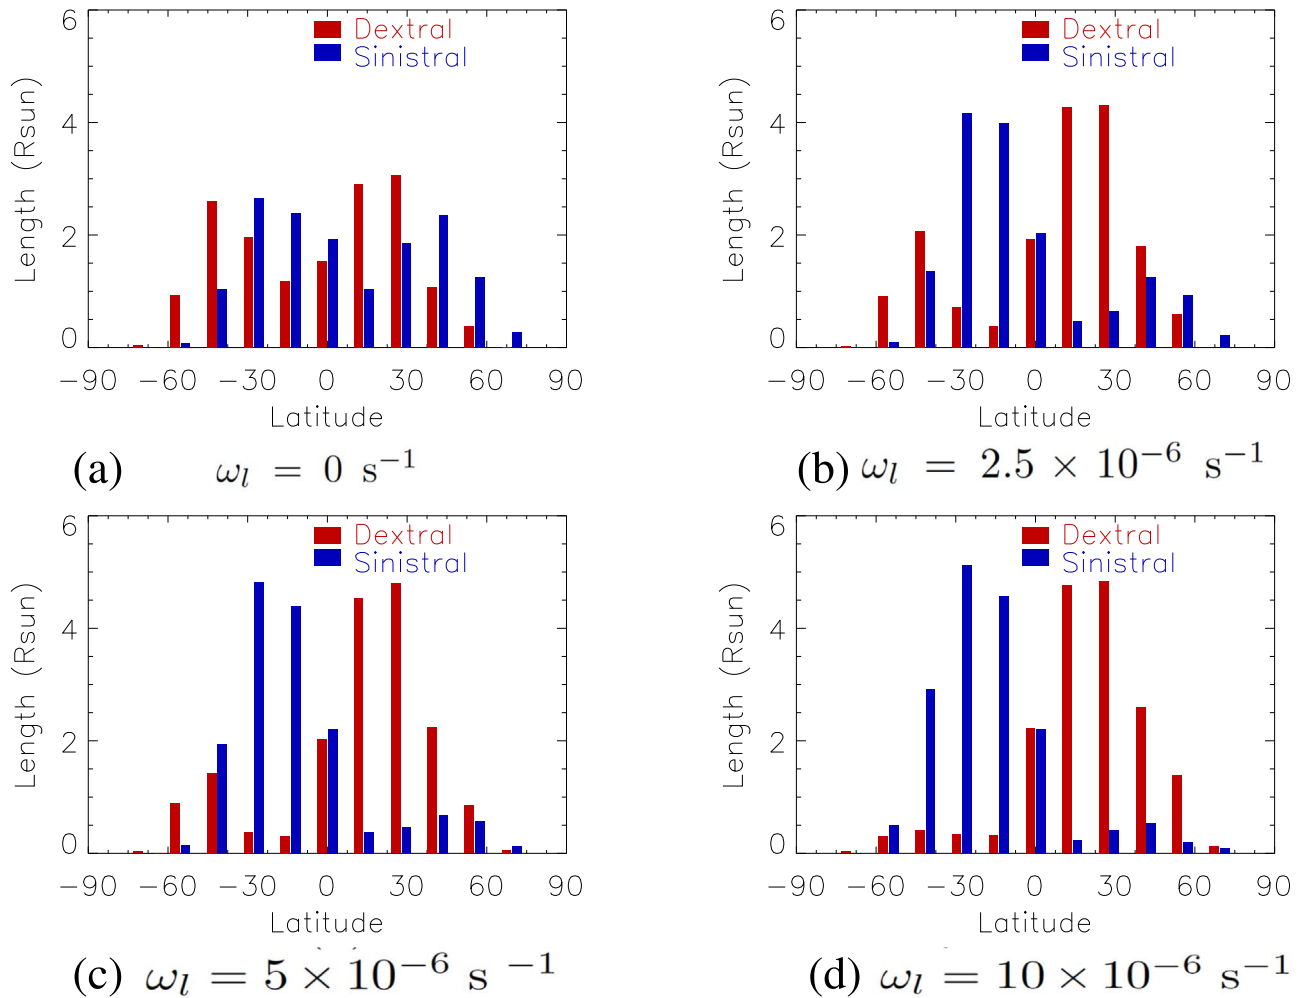 6
4
2
0
Length (Rsun)
Dextral
Sinistral
−90 −60 −30 0 30 60 90
Latitude
(a) ω_l = 0 s⁻¹
6
4
2
0
Length (Rsun)
Dextral
Sinistral
−90 −60 −30 0 30 60 90
Latitude
(b) ω_l = 2.5 × 10⁻⁶ s⁻¹
6
4
2
0
Length (Rsun)
Dextral
Sinistral
−90 −60 −30 0 30 60 90
Latitude
(c) ω_l = 5 × 10⁻⁶ s ⁻¹
6
4
2
0
Length (Rsun)
Dextral
Sinistral
−90 −60 −30 0 30 60 90
Latitude
(d) ω_l = 10 × 10⁻⁶ s⁻¹